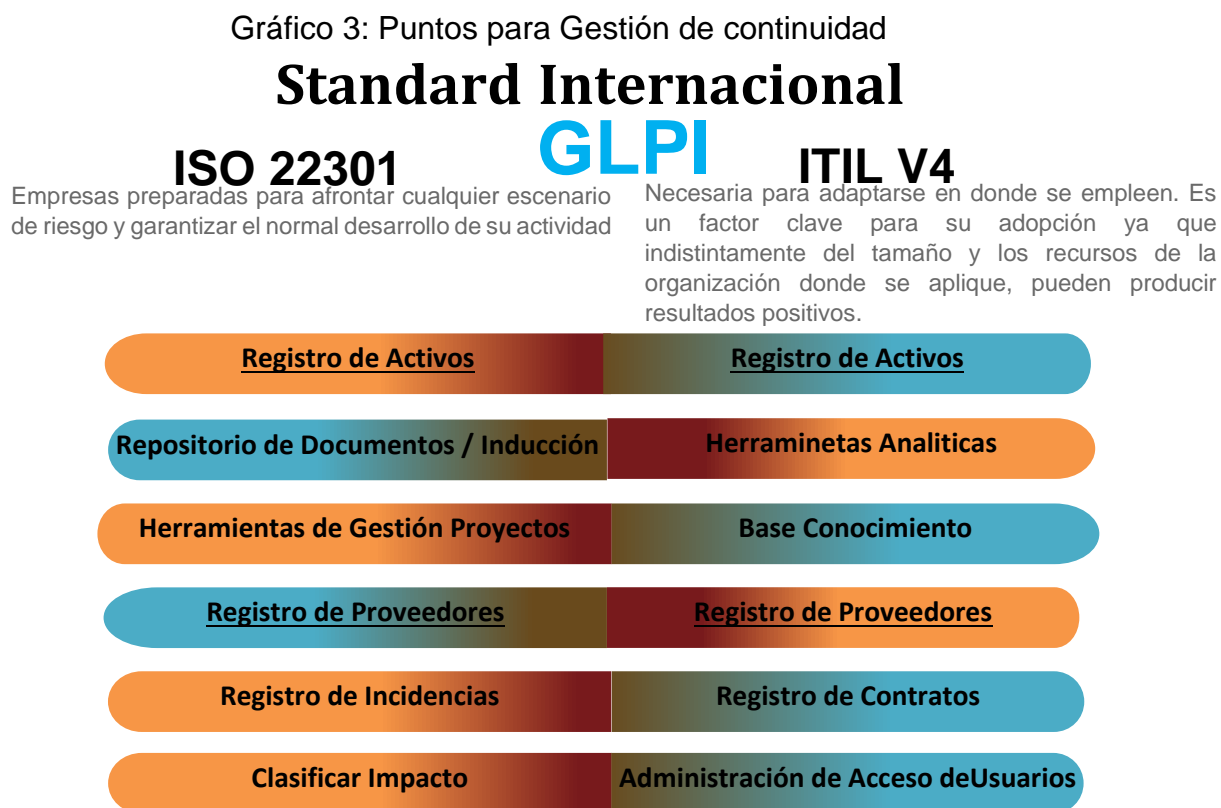 Gráfico 3: Puntos para Gestión de continuidad
Standard Internacional
GLPI
ISO 22301
Empresas preparadas para afrontar cualquier escenario
de riesgo y garantizar el normal desarrollo de su actividad
ITIL V4
Necesaria para adaptarse en donde se empleen. Es
un factor clave para su adopción ya que
indistintamente del tamaño y los recursos de la
organización donde se aplique, pueden producir
resultados positivos.
Registro de Activos
Registro de Activos
Repositorio de Documentos / Inducción
Herraminetas Analiticas
Herramientas de Gestión Proyectos
Base Conocimiento
Registro de Proveedores
Registro de Proveedores
Registro de Incidencias
Registro de Contratos
Clasificar Impacto
Administración de Acceso deUsuarios